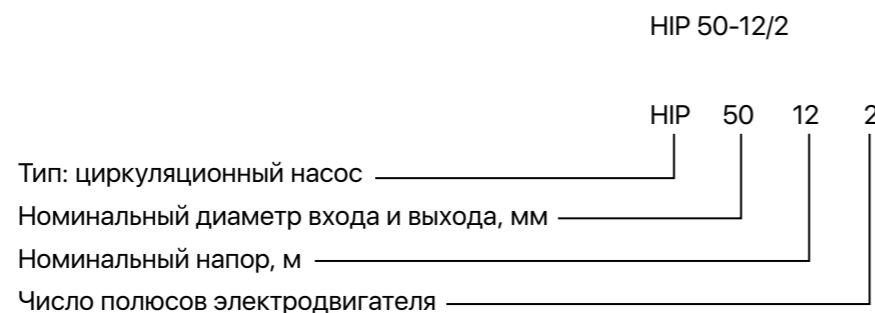 HIP 50-12/2
HIP 50 12 2
Тип: циркуляционный насос
Номинальный диаметр входа и выхода, мм
Номинальный напор, м
Число полюсов электродвигателя